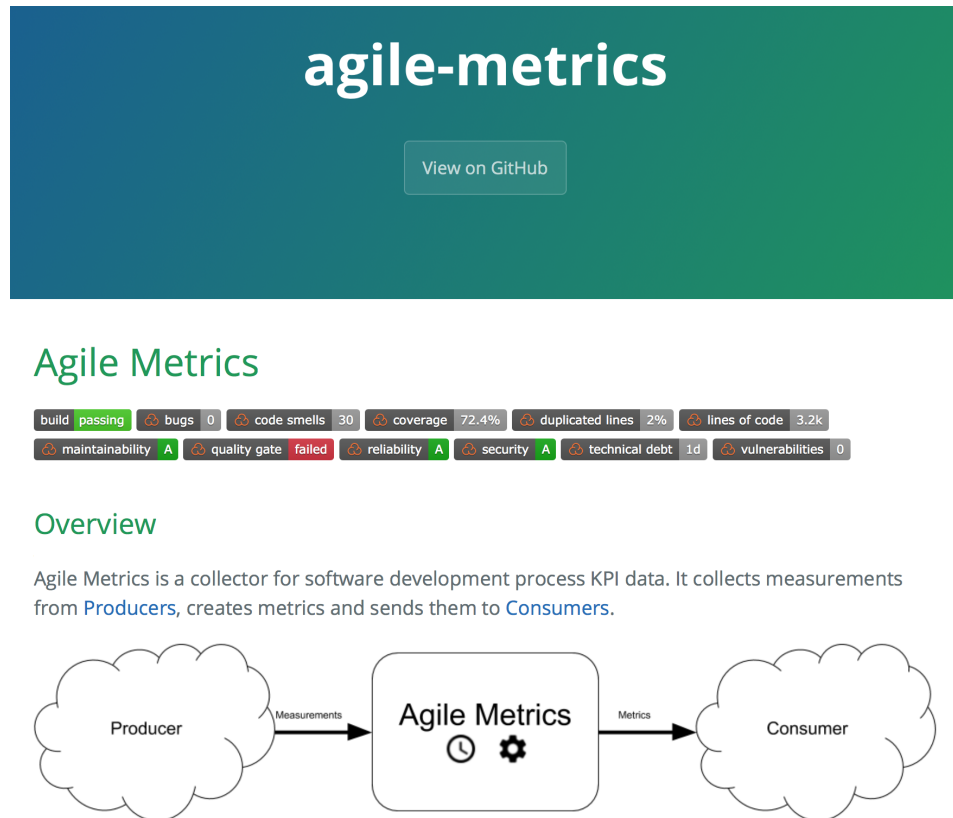 agile-metrics
View on GitHub
Agile Metrics
build passing bugs 0 code smells 30 coverage 72.4% duplicated lines 2% lines of code 3.2k
maintainability A quality gate failed reliability A security A technical debt 1d vulnerabilities 0
Overview
Agile Metrics is a collector for software development process KPI data. It collects measurements
from Producers, creates metrics and sends them to Consumers.
Producer
Measurements
Agile Metrics
Metrics
Consumer